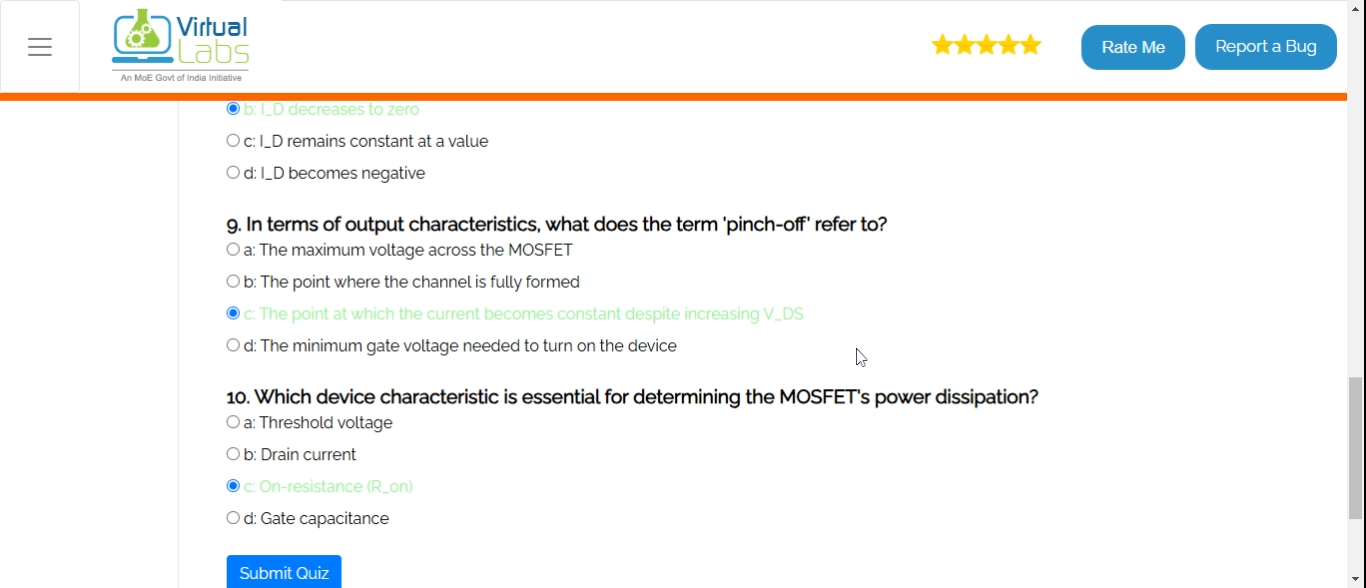 Virtual
Labs
An MoE Govt of India Initiative
Rate Me
Report a Bug
b: I_D decreases to zero
c: I_D remains constant at a value
d: I_D becomes negative
9. In terms of output characteristics, what does the term 'pinch-off' refer to?
a: The maximum voltage across the MOSFET
b: The point where the channel is fully formed
c: The point at which the current becomes constant despite increasing V_DS
d: The minimum gate voltage needed to turn on the device
10. Which device characteristic is essential for determining the MOSFET's power dissipation?
a: Threshold voltage
b: Drain current
c: On-resistance (R_on)
d: Gate capacitance
Submit Quiz